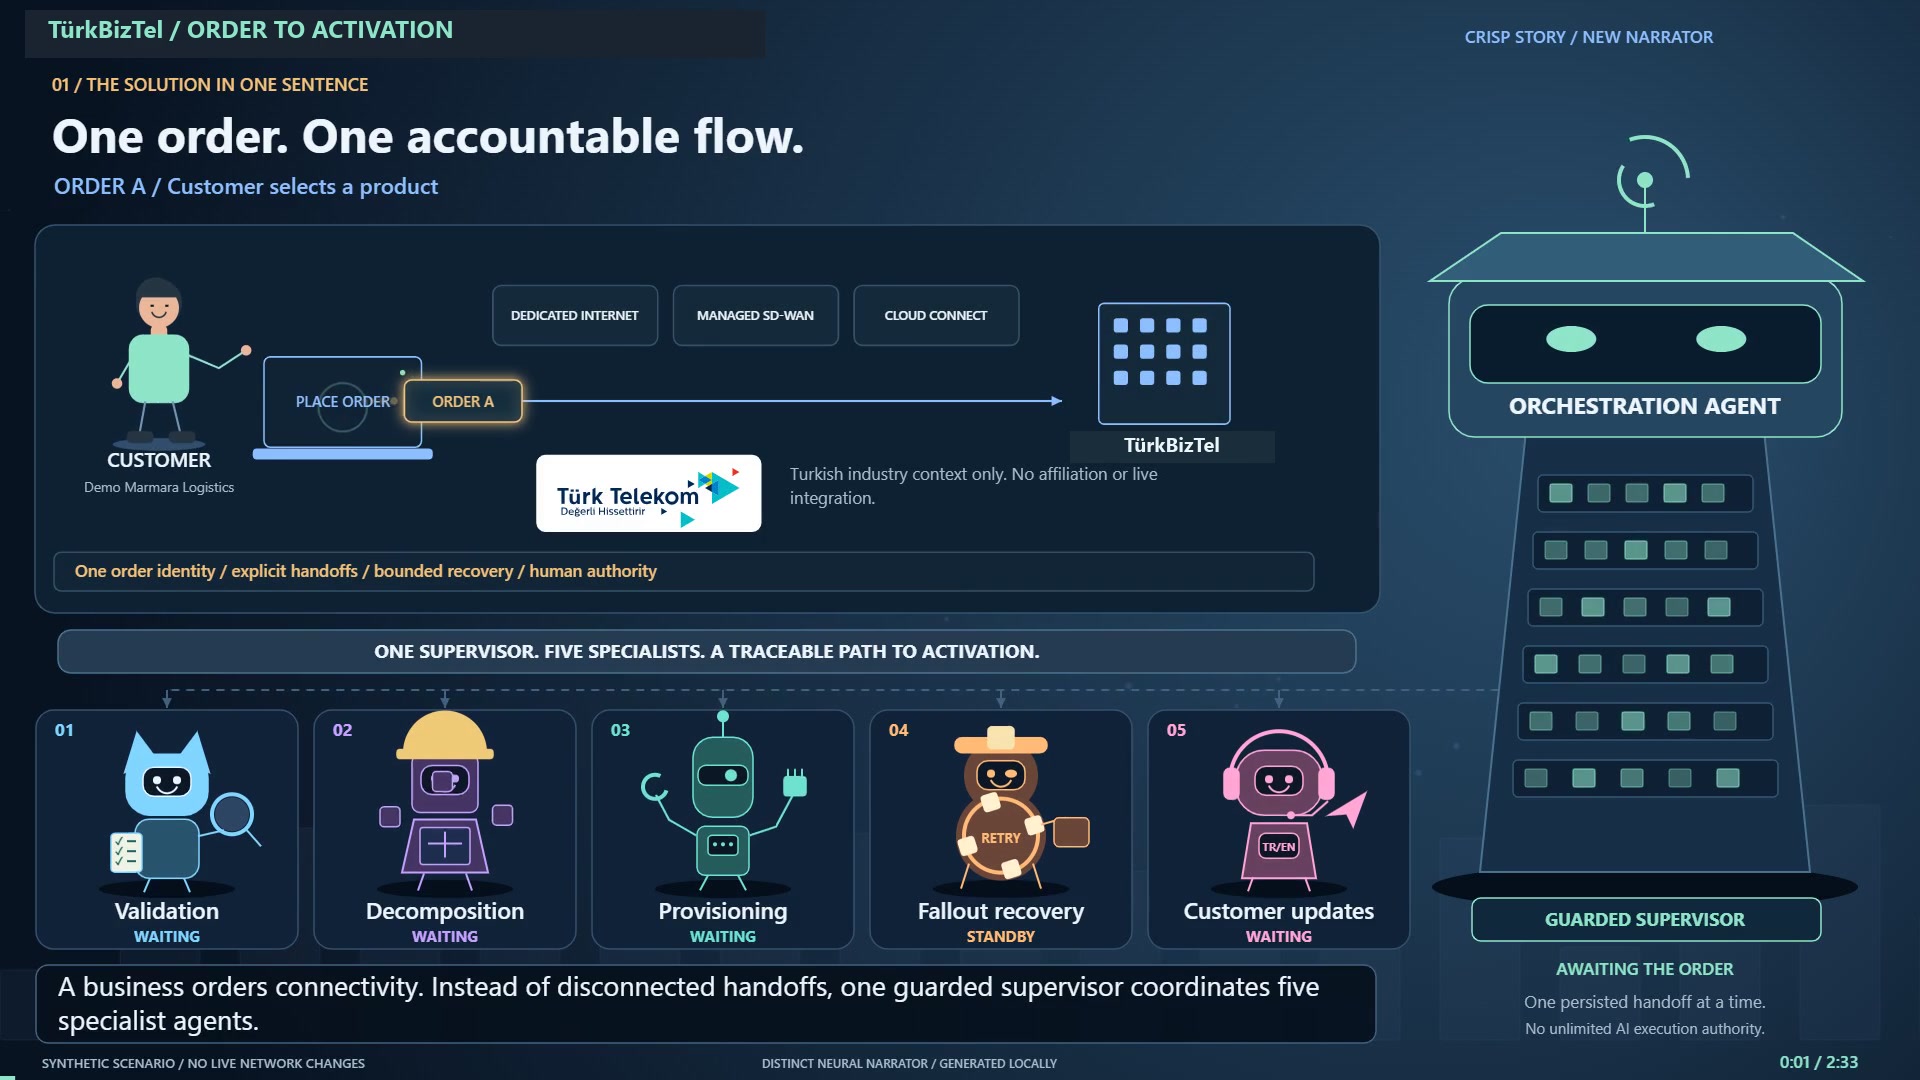 TürkBizTel / ORDER TO ACTIVATION
CRISP STORY / NEW NARRATOR
01 / THE SOLUTION IN ONE SENTENCE
One order. One accountable flow.
ORDER A / Customer selects a product
DEDICATED INTERNET
MANAGED SD-WAN
CLOUD CONNECT
PLACE ORDER
ORDER A
CUSTOMER
Demo Marmara Logistics
TürkBizTel
Türk Telekom
Değerli Hissettirir
Turkish industry context only. No affiliation or live
integration.
One order identity / explicit handoffs / bounded recovery / human authority
ORCHESTRATION AGENT
ONE SUPERVISOR. FIVE SPECIALISTS. A TRACEABLE PATH TO ACTIVATION.
01
Validation
WAITING
02
Decomposition
WAITING
03
Provisioning
WAITING
04
RETRY
Fallout recovery
STANDBY
05
TR/EN
Customer updates
WAITING
GUARDED SUPERVISOR
AWAITING THE ORDER
One persisted handoff at a time.
No unlimited AI execution authority.
A business orders connectivity. Instead of disconnected handoffs, one guarded supervisor coordinates five
specialist agents.
SYNTHETIC SCENARIO / NO LIVE NETWORK CHANGES
DISTINCT NEURAL NARRATOR / GENERATED LOCALLY
0:01 / 2:33